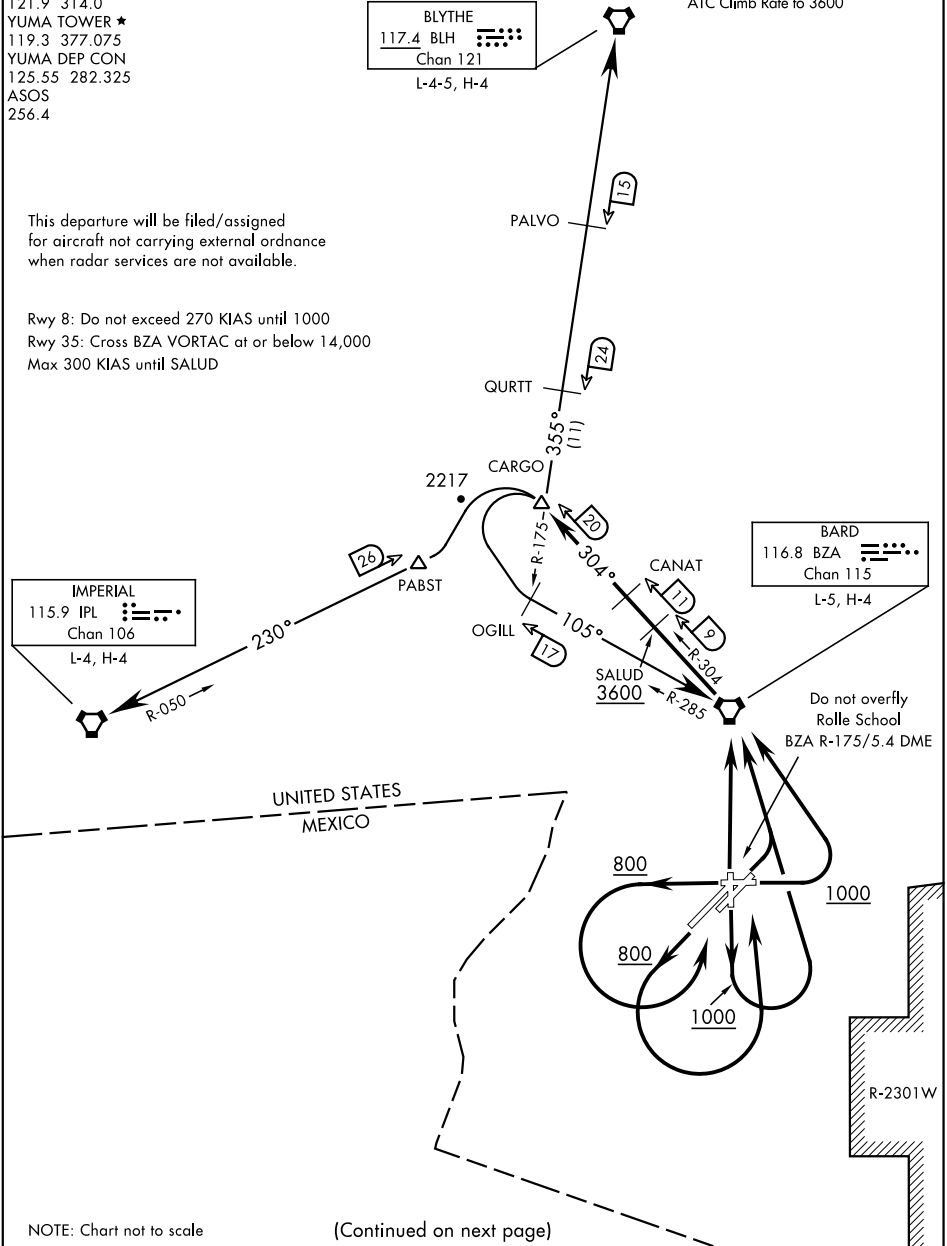 121.9 314.0
YUMA TOWER ★
119.3 377.075
YUMA DEP CON
125.55 282.325
ASOS
256.4
ATC Climb Rate to 3600
BLYTHE
117.4 BLH
Chan 121
L-4-5, H-4
This departure will be filed/assigned
for aircraft not carrying external ordnance
when radar services are not available.
Rwy 8: Do not exceed 270 KIAS until 1000
Rwy 35: Cross BZA VORTAC at or below 14,000
Max 300 KIAS until SALUD
15
PALVO
24
QURTT
355°
(11)
CARGO
2217
20
R-175
304°
26
PABST
CANAT
11
9
OGILL
17
105°
R-304
SALUD
3600
R-285
BARD
116.8 BZA
Chan 115
L-5, H-4
IMPERIAL
115.9 IPL
Chan 106
L-4, H-4
230°
R-050
Do not overfly
Rolle School
BZA R-175/5.4 DME
UNITED STATES
MEXICO
800
1000
800
1000
R-2301W
NOTE: Chart not to scale
(Continued on next page)